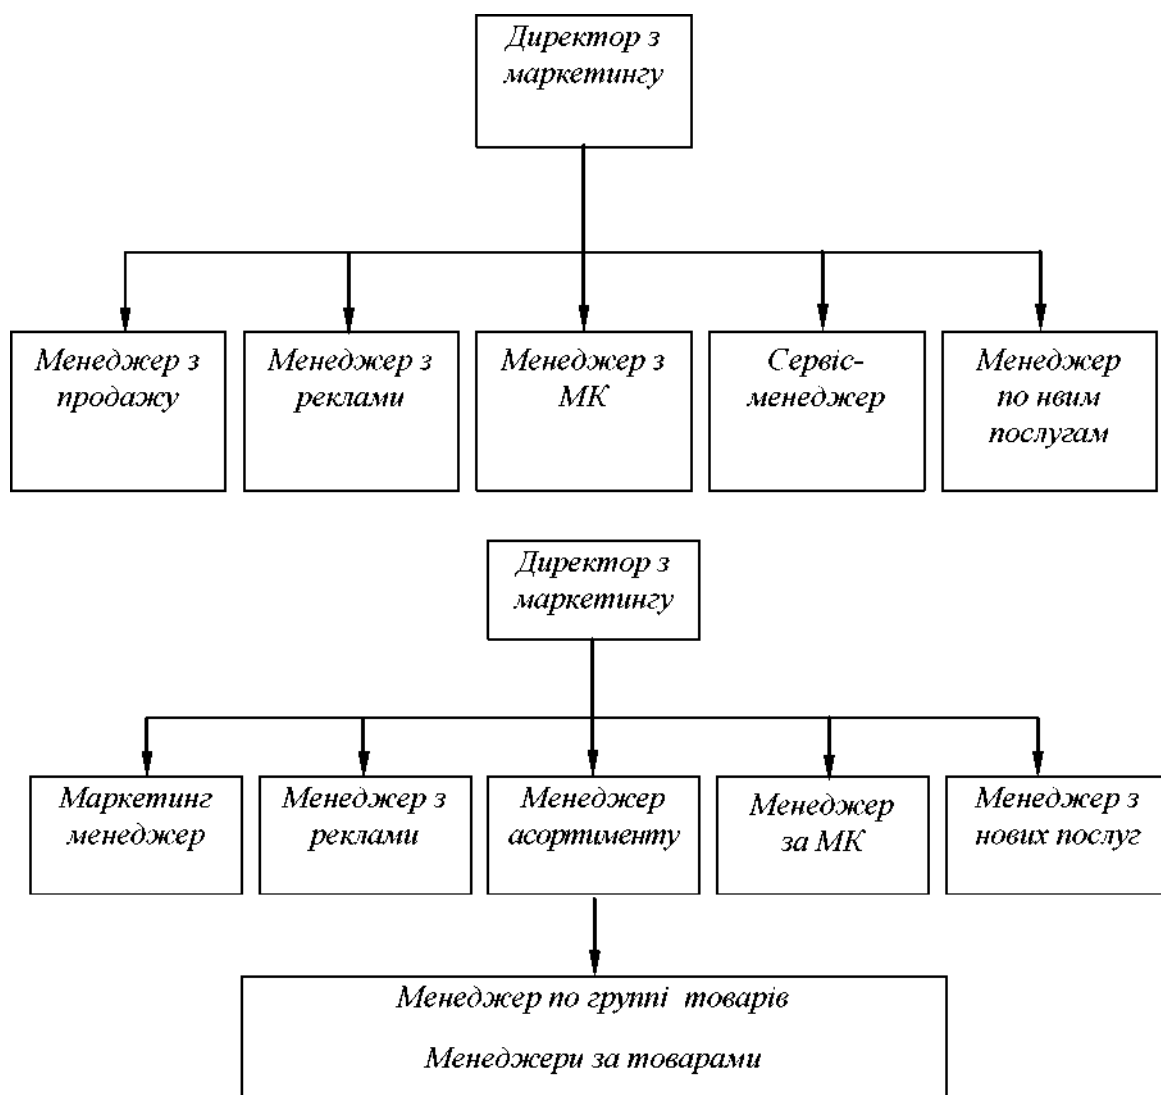 Директор з
маркетингу
Менеджер з
продажу
Менеджер з
реклами
Менеджер з
МК
Сервіс-
менеджер
Менеджер
по нвим
послугам
Директор з
маркетингу
Маркетинг
менеджер
Менеджер з
реклами
Менеджер
асортименту
Менеджер
за МК
Менеджер з
нових послуг
Менеджер по группі товарів
Менеджери за товарами